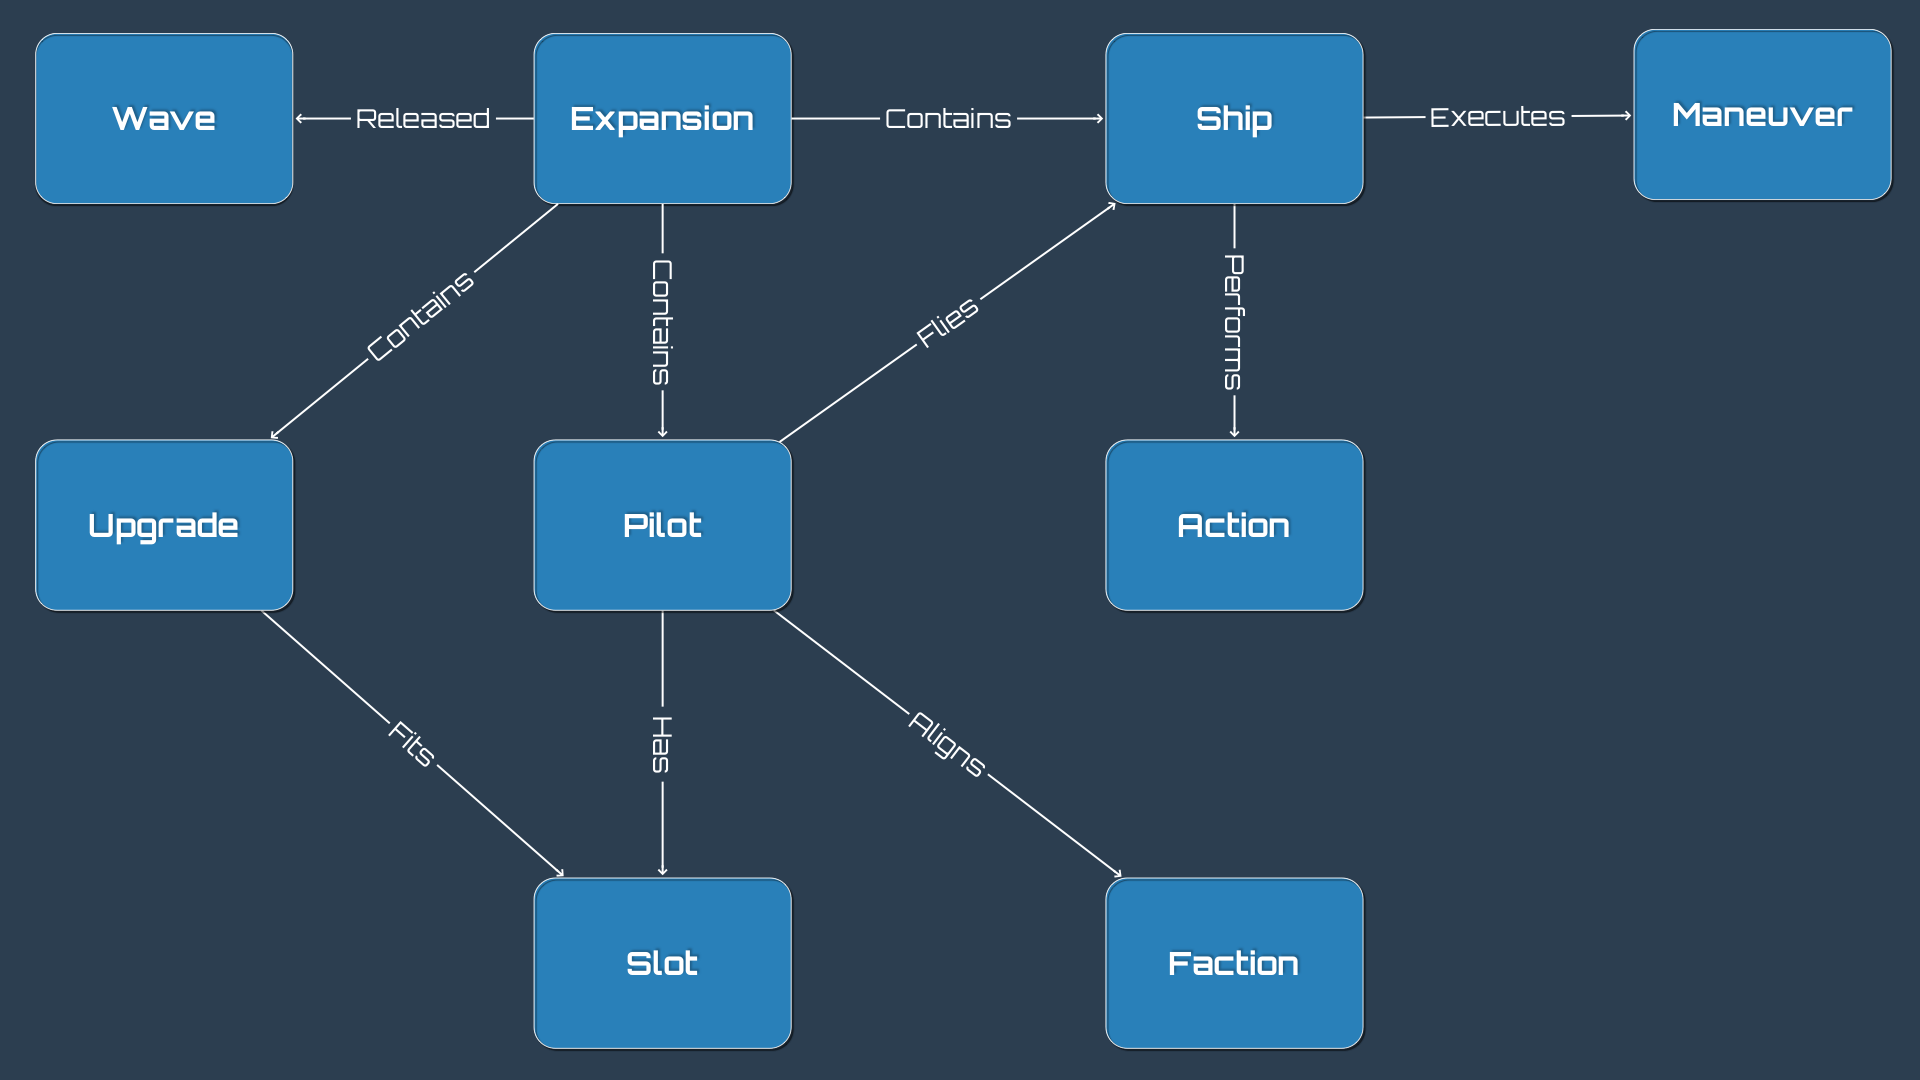 Wave
Released
Expansion
Contains
Ship
Executes
Maneuver
Contains
Contains
Flies
Performs
Upgrade
Pilot
Action
Fits
Has
Aligns
Slot
Faction